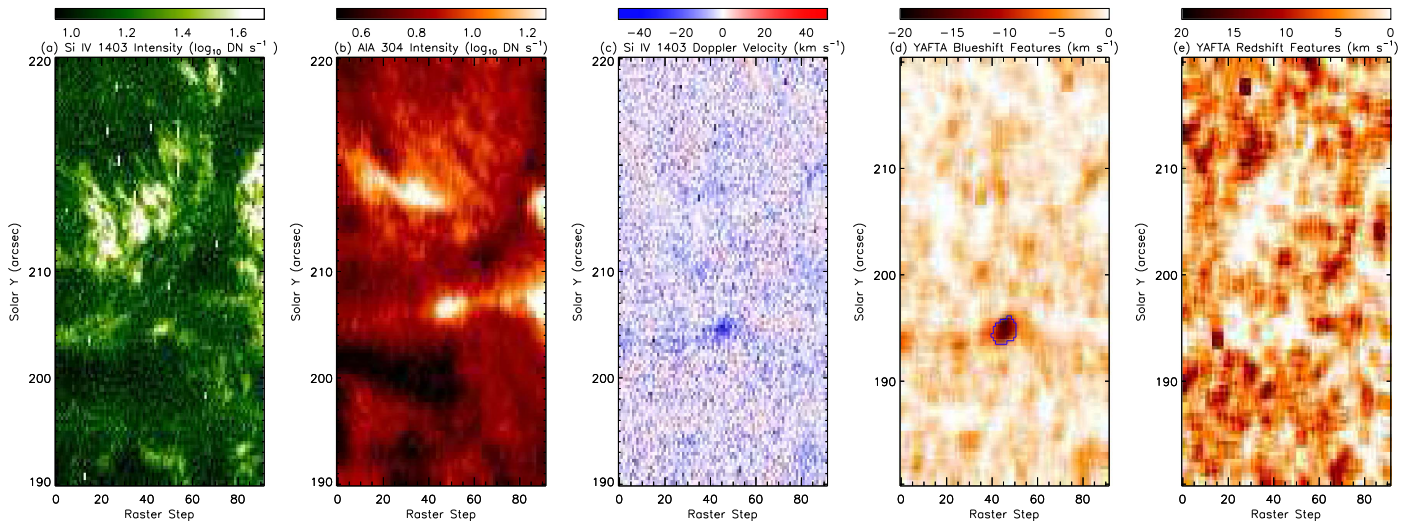 1.0 1.2 1.4 1.6
(a) Si IV 1403 Intensity (log10 DN s−1 )
220
210
200
190
0 20 40 60 80
Raster Step
Solar Y (arcsec)
0.6 0.8 1.0 1.2
(b) AIA 304 Intensity (log10 DN s−1)
220
210
200
190
0 20 40 60 80
Raster Step
Solar Y (arcsec)
−40 −20 0 20 40
(c) Si IV 1403 Doppler Velocity (km s−1)
220
210
200
190
0 20 40 60 80
Raster Step
Solar Y (arcsec)
−20 −15 −10 −5 0
(d) YAFTA Blueshift Features (km s−1)
210
200
190
0 20 40 60 80
Raster Step
Solar Y (arcsec)
20 15 10 5 0
(e) YAFTA Redshift Features (km s−1)
210
200
190
0 20 40 60 80
Raster Step
Solar Y (arcsec)